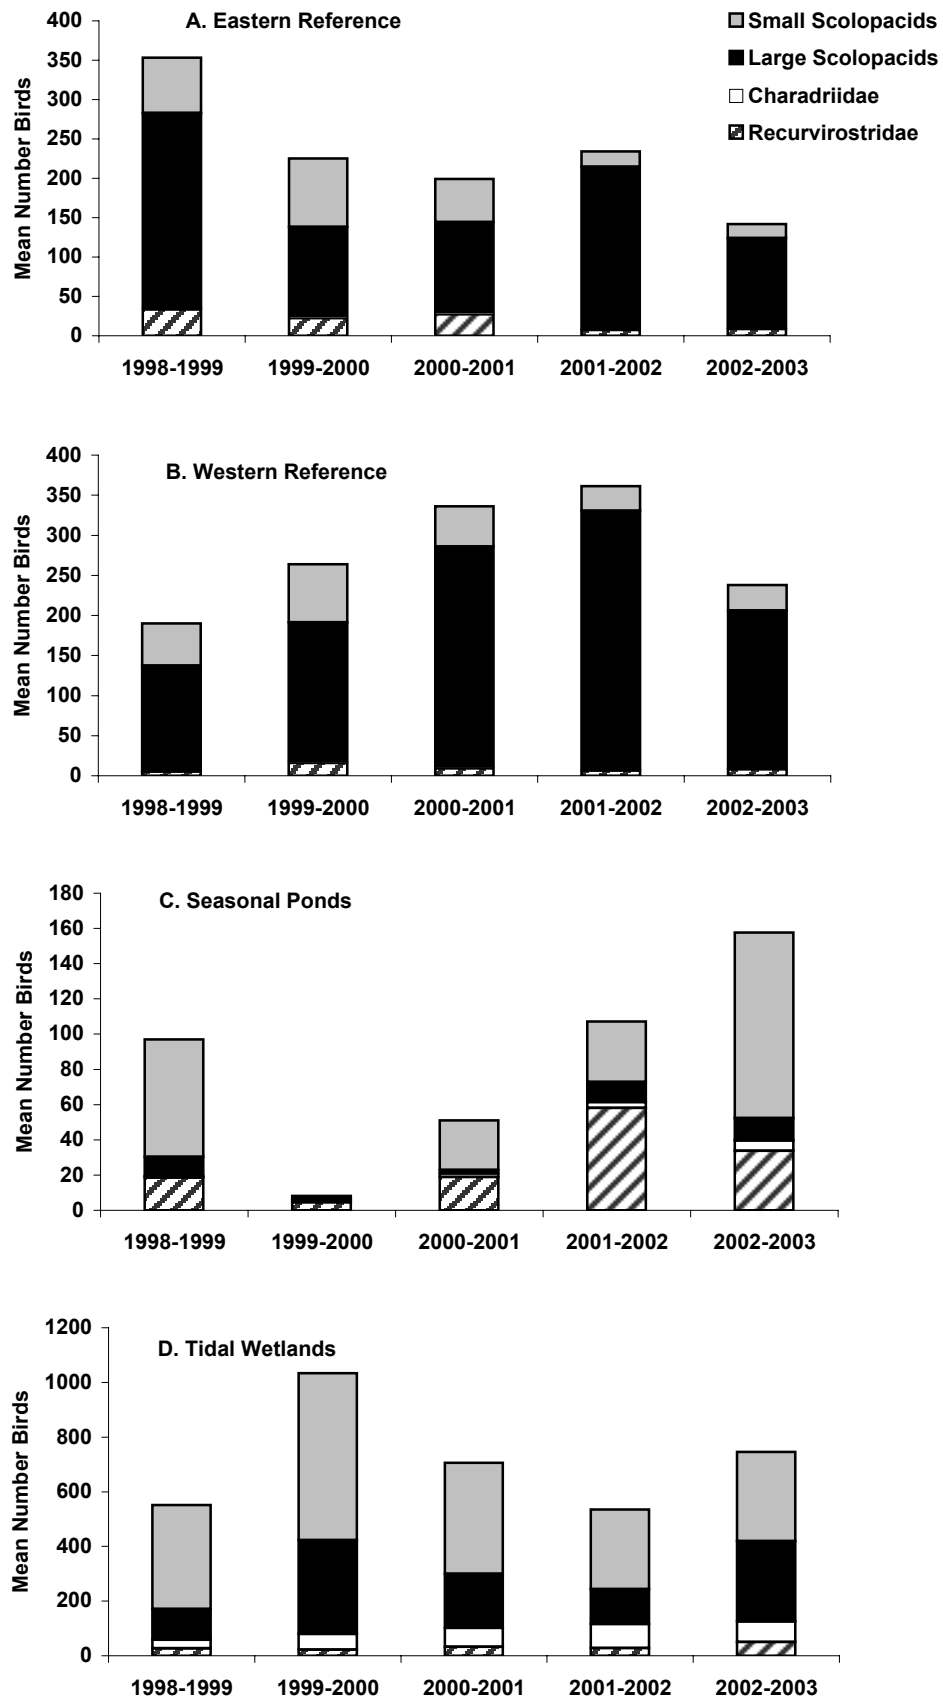 A. Eastern Reference
Small Scolopacids
Large Scolopacids
Charadriidae
Recurvirostridae
Mean Number Birds
400
350
300
250
200
150
100
50
0
1998-1999 1999-2000 2000-2001 2001-2002 2002-2003
B. Western Reference
Mean Number Birds
400
350
300
250
200
150
100
50
0
1998-1999 1999-2000 2000-2001 2001-2002 2002-2003
C. Seasonal Ponds
Mean Number Birds
180
160
140
120
100
80
60
40
20
0
1998-1999 1999-2000 2000-2001 2001-2002 2002-2003
D. Tidal Wetlands
Mean Number Birds
1200
1000
800
600
400
200
0
1998-1999 1999-2000 2000-2001 2001-2002 2002-2003